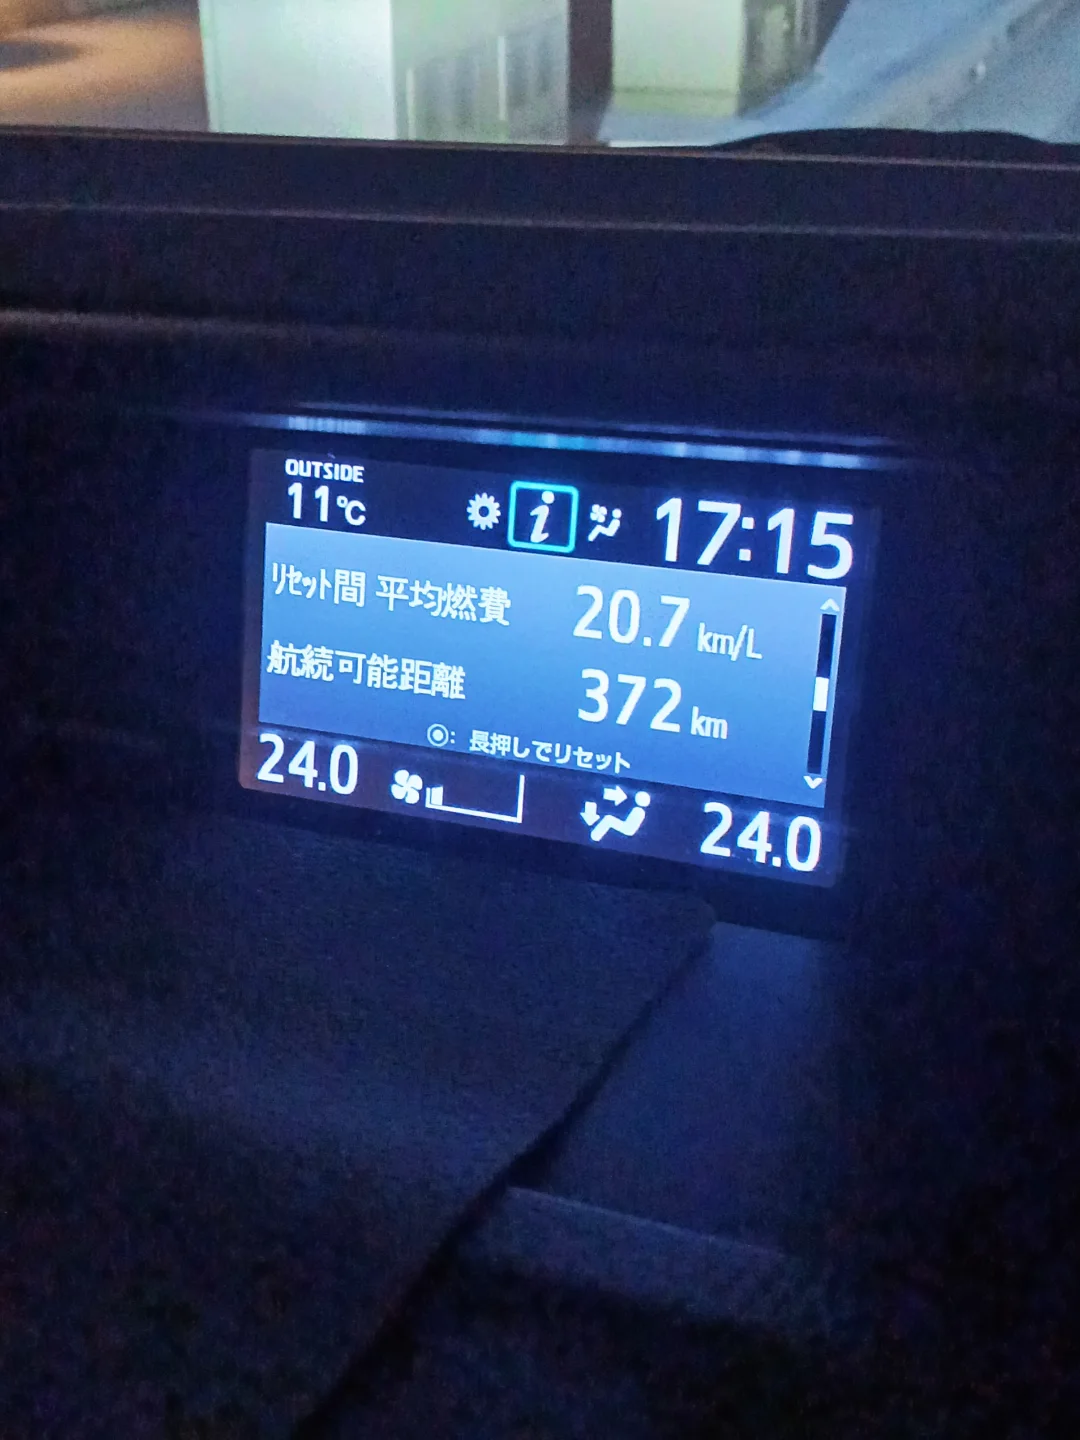 OUTSIDE
11℃
17:15
リセット間 平均燃費 20.7 km/L
航続可能距離 372 km
◎: 長押しでリセット
24.0
24.0